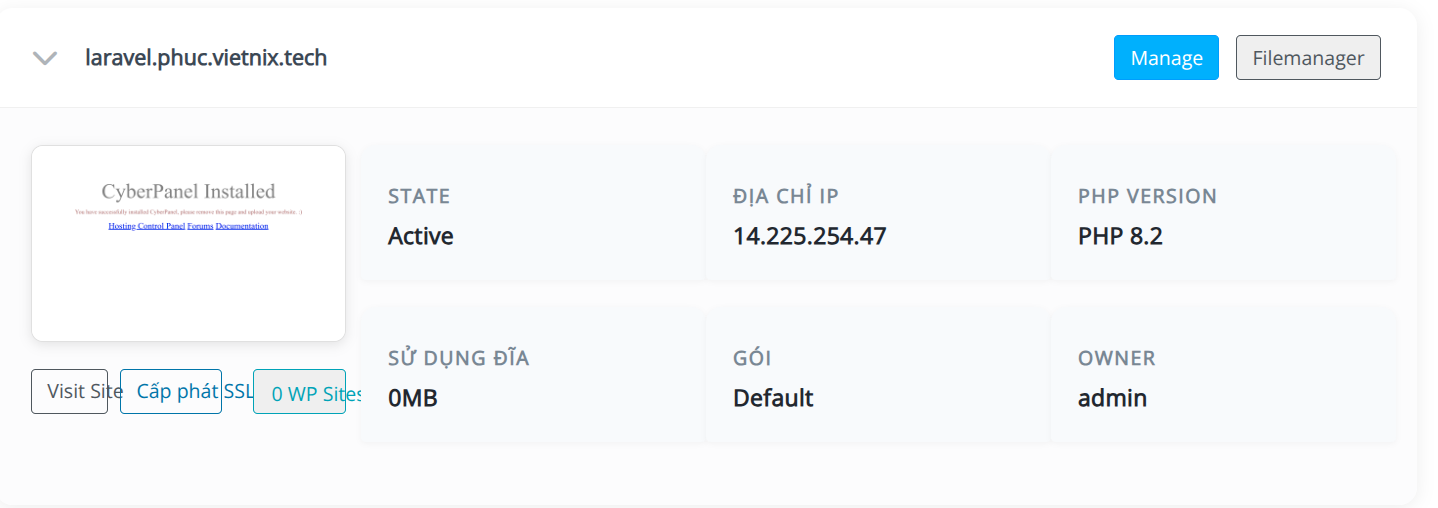 laravel.phuc.vietnix.tech
Manage
Filemanager
CyberPanel Installed
You have successfully installed CyberPanel, please remove this page and upload your website. :)
Hosting Control Panel Forums Documentation
STATE
Active
ĐỊA CHỈ IP
14.225.254.47
PHP VERSION
PHP 8.2
Visit Site
Cấp phát SSL
0 WP Sites
SỬ DỤNG ĐĨA
0MB
GÓI
Default
OWNER
admin